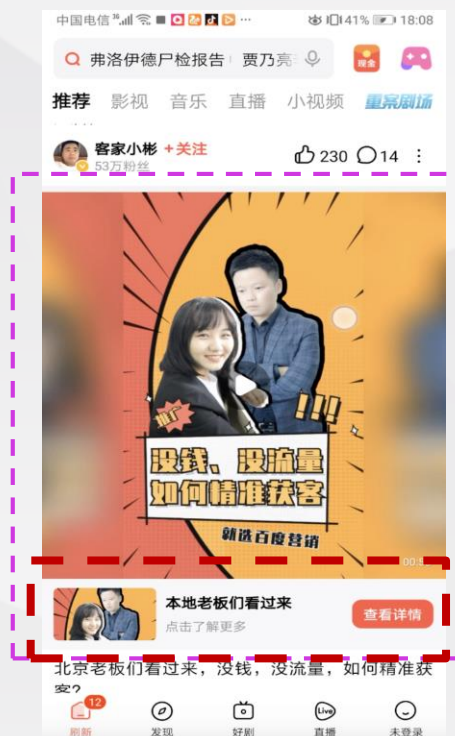 中国电信 41% 18:08
弗洛伊德尸检报告 贾乃亮 现金
推荐 影视 音乐 直播 小视频 重案剧场
客家小彬 +关注 230 14
53万粉丝
推广
!!!
没钱、没流量
如何精准获客
就选百度营销
本地老板们看过来
点击了解更多
查看详情
北京老板们看过来，没钱，没流量，如何精准获
客?
12
Live
刷新 发现 好剧 直播 未登录